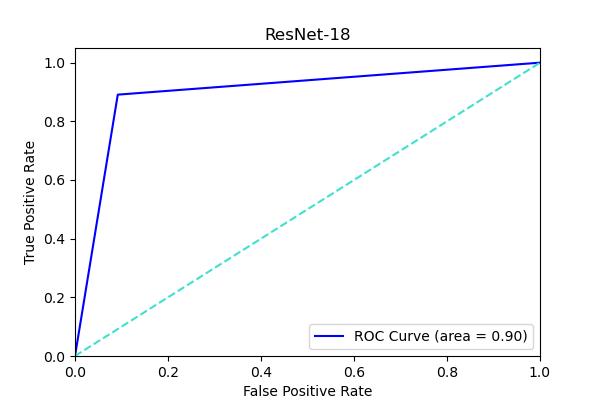 ResNet-18
True Positive Rate
1.0
0.8
0.6
0.4
0.2
0.0
ROC Curve (area = 0.90)
0.0 0.2 0.4 0.6 0.8 1.0
False Positive Rate